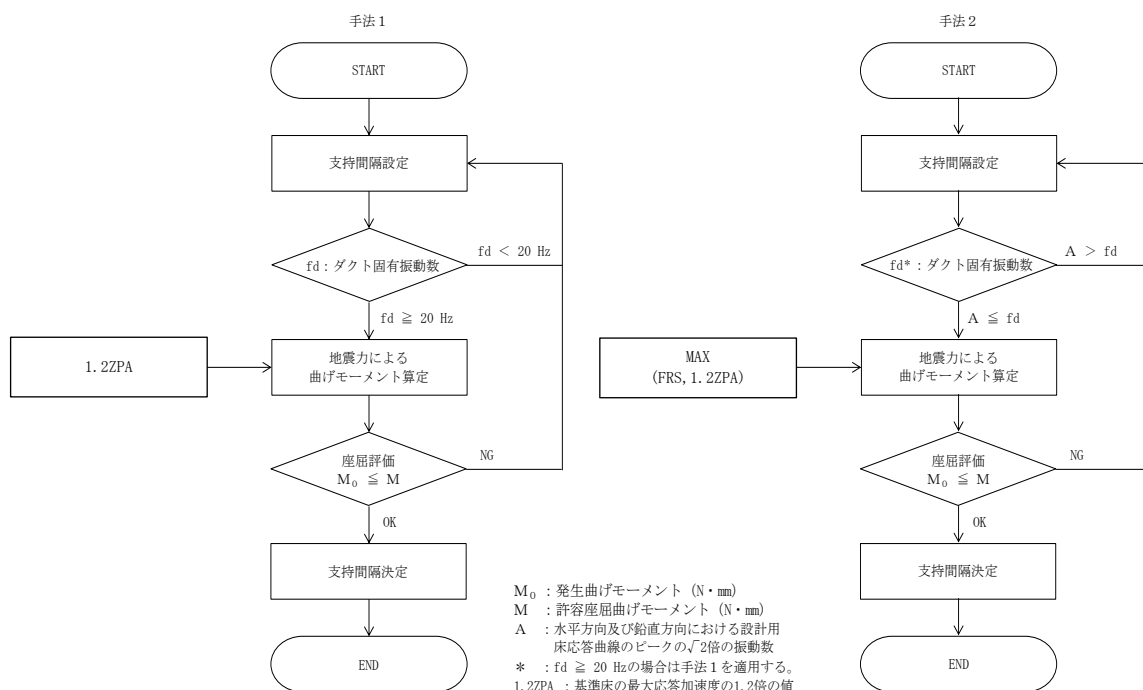 手法1
START
支持間隔設定
fd：ダクト固有振動数
fd < 20 Hz
fd ≧ 20 Hz
1.2ZPA
地震力による
曲げモーメント算定
座屈評価
M₀ ≦ M
NG
OK
支持間隔決定
END
手法2
START
支持間隔設定
fd*：ダクト固有振動数
A > fd
A ≦ fd
MAX
(FRS,1.2ZPA)
地震力による
曲げモーメント算定
座屈評価
M₀ ≦ M
NG
OK
支持間隔決定
END
M₀ ：発生曲げモーメント (N・mm)
M ：許容座屈曲げモーメント (N・mm)
A ：水平方向及び鉛直方向における設計用
床応答曲線のピークの√2倍の振動数
* ：fd ≧ 20 Hzの場合は手法1を適用する。
1.2ZPA ：基準床の最大応答加速度の1.2倍の値